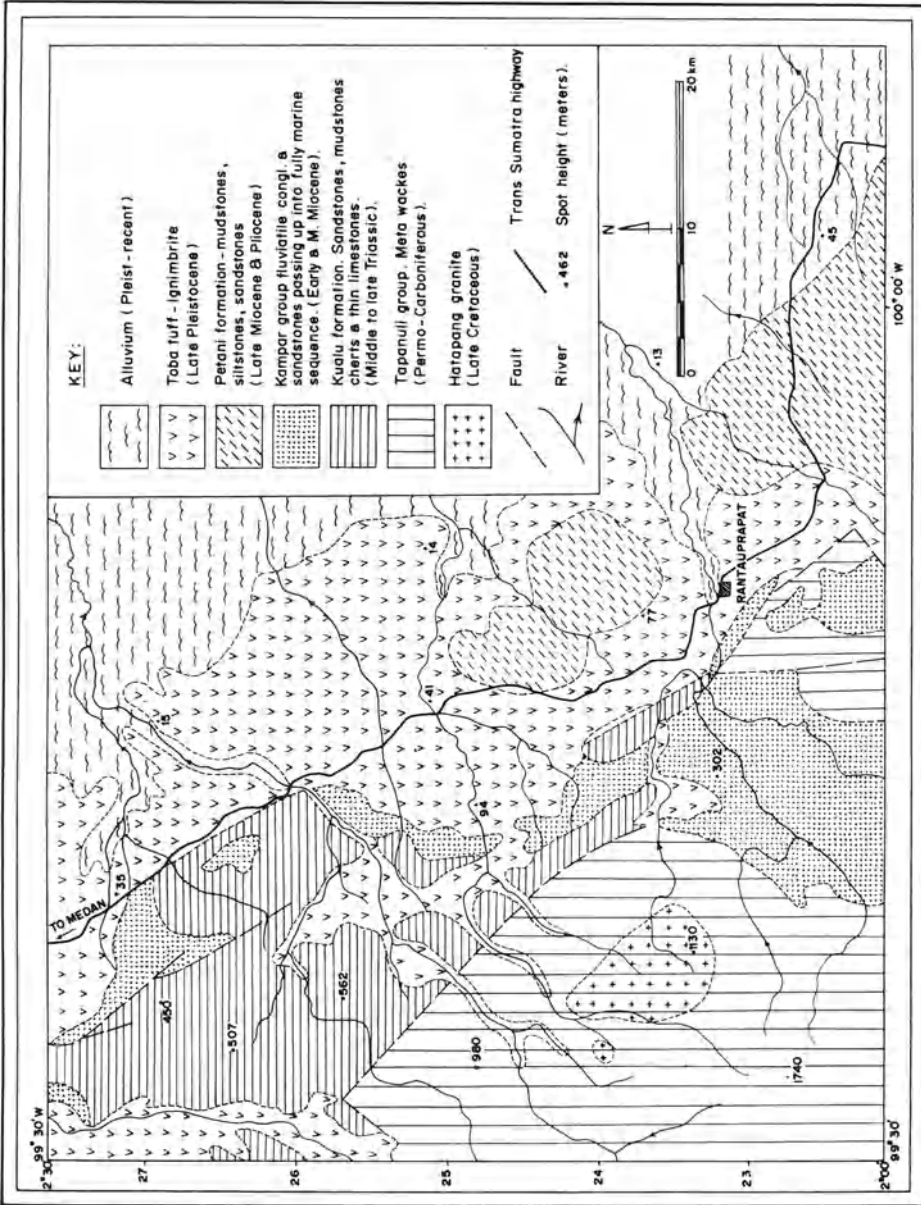 KEY:
Alluvium (Pleist-recent)
Toba tuff - ignimbrite
(Late Pleistocene)
Petani formation - mudstones,
siltstones, sandstones
(Late Miocene & Pliocene)
Kampar group fluviatile congl. &
sandstones passing up into fully marine
sequence. (Early & M. Miocene).
Kualu formation. Sandstones, mudstones
cherts & thin limestones.
(Middle to late Triassic).
Tapanuli group. Meta wackes
(Permo-Carboniferous).
Hatapang granite
(Late Cretaceous)
Fault
Trans Sumatra highway
River
.462 Spot height (meters).
99°30'W
2°30'
27
26
25
24
23
2°00'
99°30'
100°00'
TO MEDAN
35
15
450
507
562
41
14
94
980
77
RANTAUPRAPAT
302
1130
1740
13
45
N
0
10
20 km